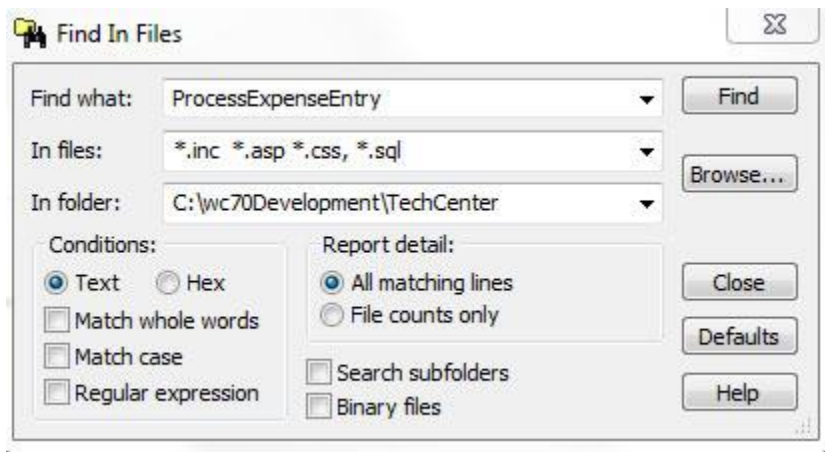 Find In Files
Find what: ProcessExpenseEntry Find
In files: *.inc *.asp *.css, *.sql
Browse...
In folder: C:\wc70Development\TechCenter
Conditions: Report detail:
Text Hex All matching lines Close
Match whole words File counts only
Defaults
Match case
Search subfolders
Regular expression Help
Binary files